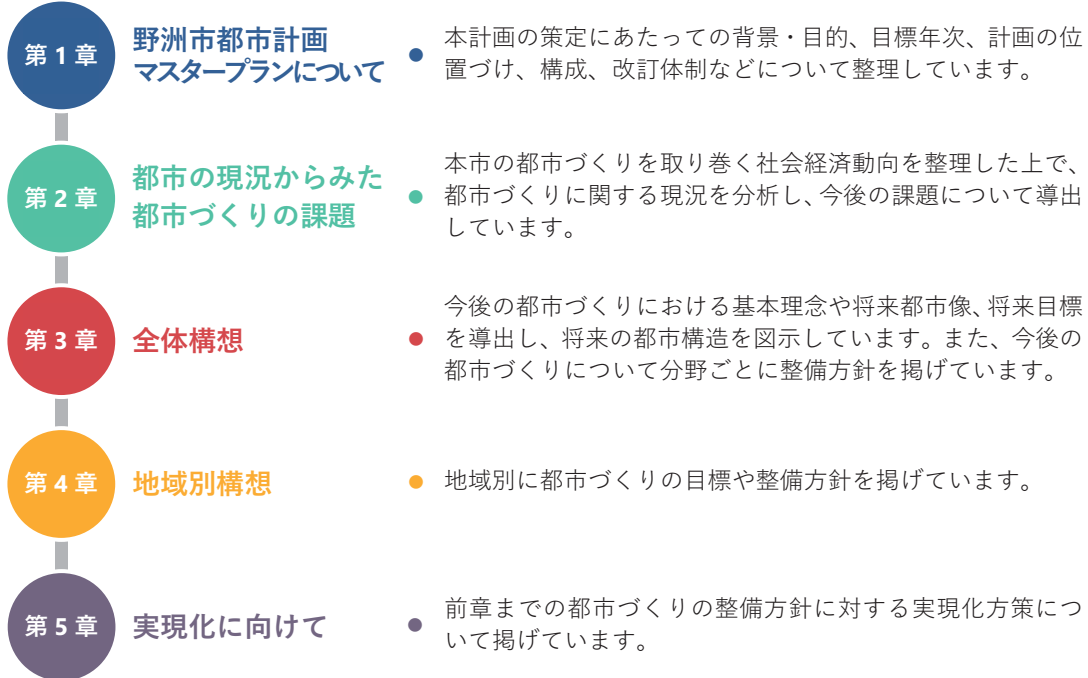 第1章
野洲市都市計画
マスタープランについて
本計画の策定にあたっての背景・目的、目標年次、計画の位
置づけ、構成、改訂体制などについて整理しています。
第2章
都市の現況からみた
都市づくりの課題
本市の都市づくりを取り巻く社会経済動向を整理した上で、
都市づくりに関する現況を分析し、今後の課題について導出
しています。
第3章
全体構想
今後の都市づくりにおける基本理念や将来都市像、将来目標
を導出し、将来の都市構造を図示しています。また、今後の
都市づくりについて分野ごとに整備方針を掲げています。
第4章
地域別構想
地域別に都市づくりの目標や整備方針を掲げています。
第5章
実現化に向けて
前章までの都市づくりの整備方針に対する実現化方策につ
いて掲げています。